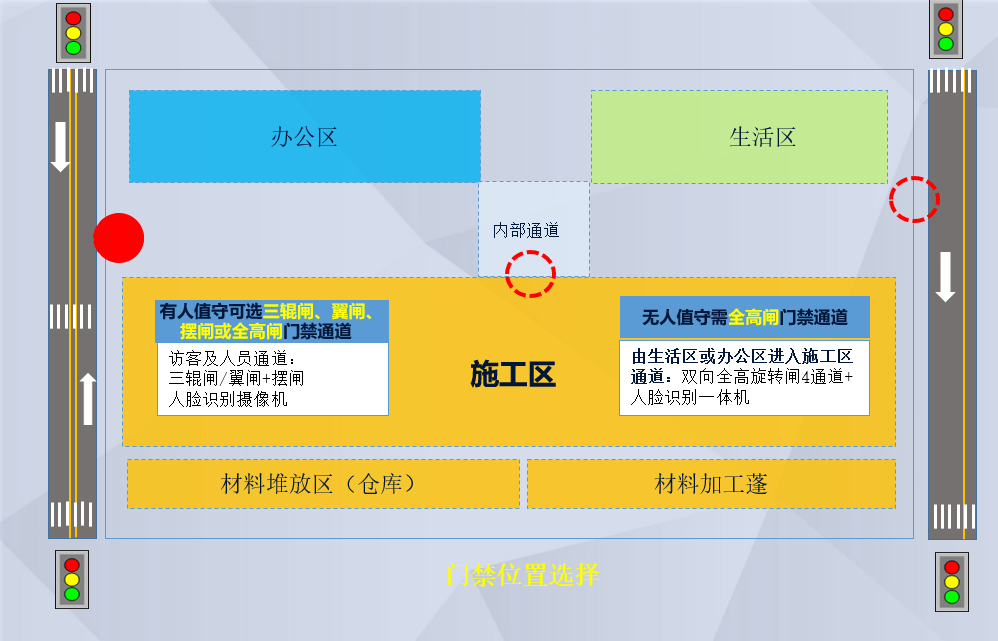 办公区
生活区
内部通道
有人值守可选三辊闸、翼闸、
摆闸或全高闸门禁通道
访客及人员通道：
三辊闸/翼闸+摆闸
人脸识别摄像机
施工区
无人值守需全高闸门禁通道
由生活区或办公区进入施工区
通道：双向全高旋转闸4通道+
人脸识别一体机
材料堆放区（仓库）
材料加工蓬
门禁位置选择